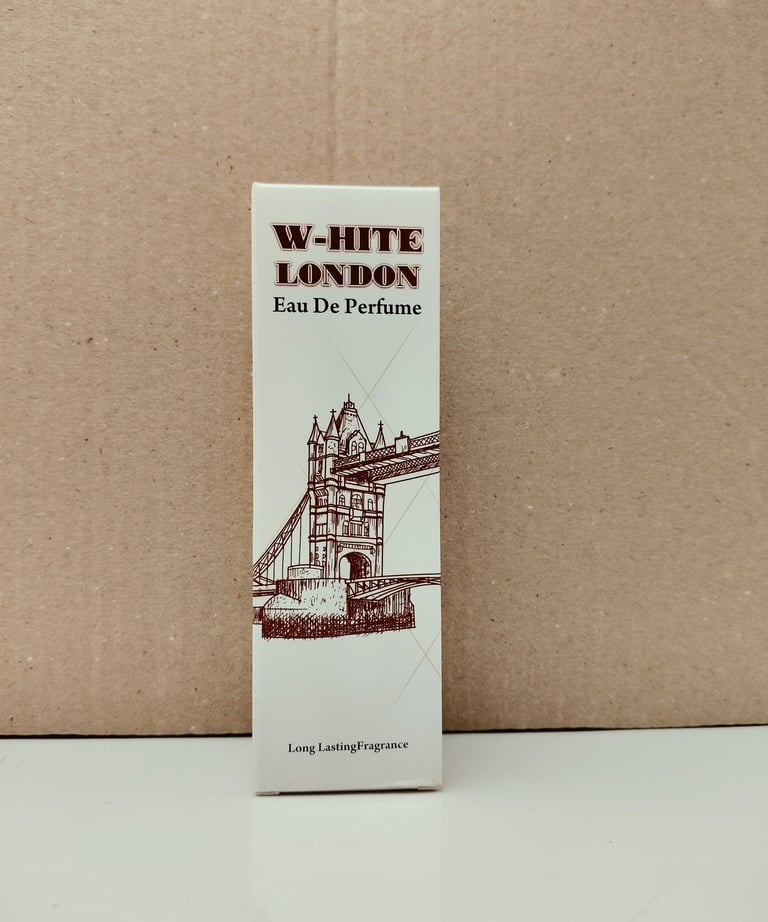 W-HITE
LONDON
Eau De Perfume
Long LastingFragrance